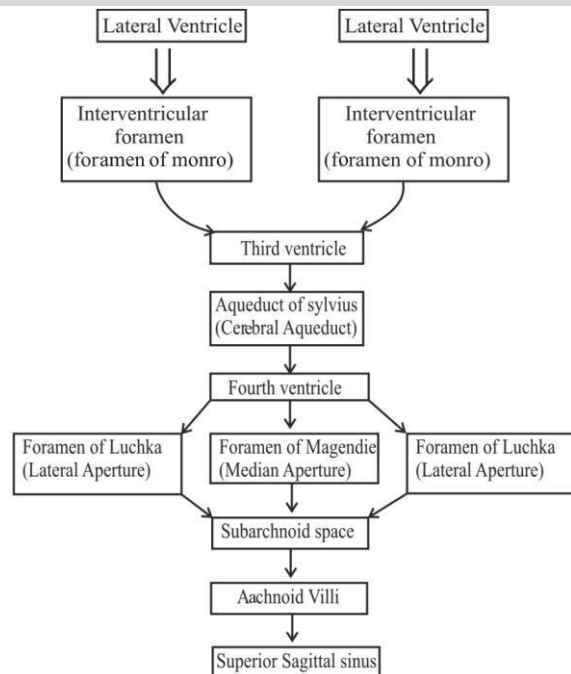 Lateral Ventricle
Lateral Ventricle
Interventricular
foramen
(foramen of monro)
Interventricular
foramen
(foramen of monro)
Third ventricle
Aqueduct of sylvius
(Cerebral Aqueduct)
Fourth ventricle
Foramen of Luchka
(Lateral Aperture)
Foramen of Magendie
(Median Aperture)
Foramen of Luchka
(Lateral Aperture)
Subarchnoid space
Aachnoid Villi
Superior Sagittal sinus